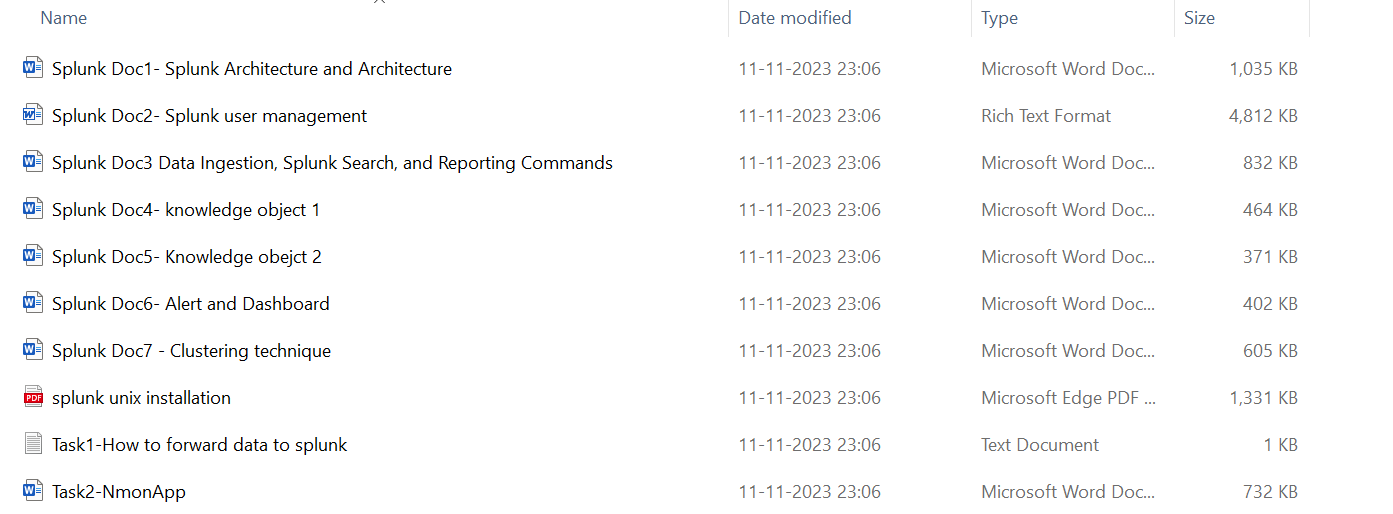 Name Date modified Type Size
Splunk Doc1- Splunk Architecture and Architecture 11-11-2023 23:06 Microsoft Word Doc... 1,035 KB
Splunk Doc2- Splunk user management 11-11-2023 23:06 Rich Text Format 4,812 KB
Splunk Doc3 Data Ingestion, Splunk Search, and Reporting Commands 11-11-2023 23:06 Microsoft Word Doc... 832 KB
Splunk Doc4- knowledge object 1 11-11-2023 23:06 Microsoft Word Doc... 464 KB
Splunk Doc5- Knowledge obejct 2 11-11-2023 23:06 Microsoft Word Doc... 371 KB
Splunk Doc6- Alert and Dashboard 11-11-2023 23:06 Microsoft Word Doc... 402 KB
Splunk Doc7 - Clustering technique 11-11-2023 23:06 Microsoft Word Doc... 605 KB
splunk unix installation 11-11-2023 23:06 Microsoft Edge PDF ... 1,331 KB
Task1-How to forward data to splunk 11-11-2023 23:06 Text Document 1 KB
Task2-NmonApp 11-11-2023 23:06 Microsoft Word Doc... 732 KB